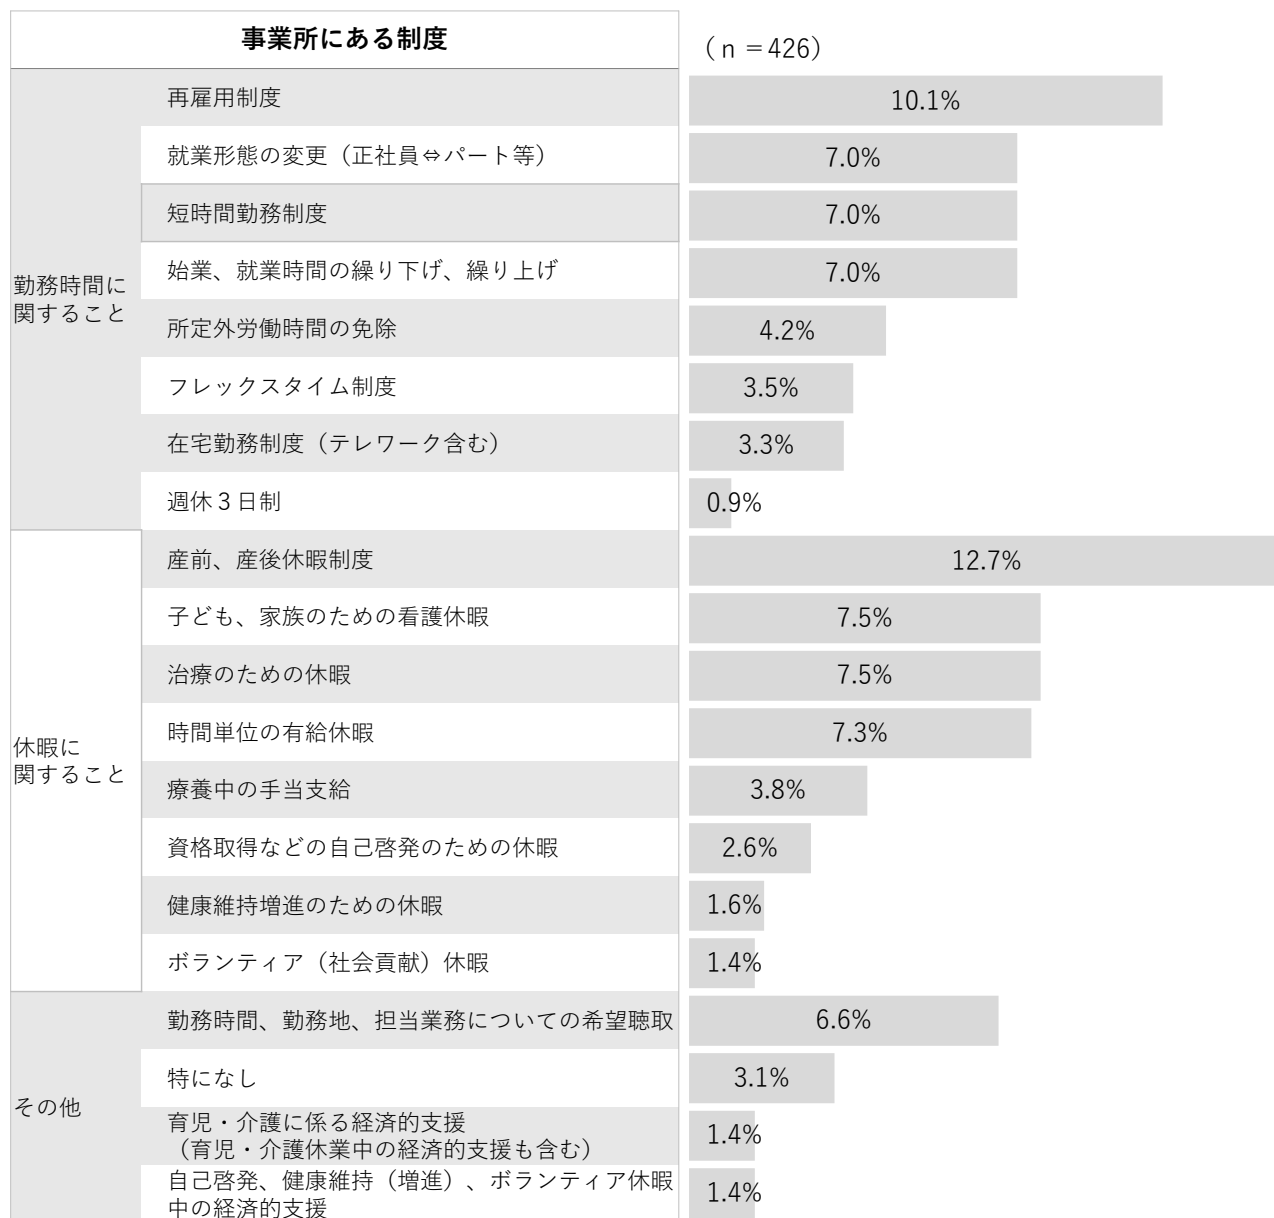 事業所にある制度
（ｎ＝426）
勤務時間に
関すること
再雇用制度
10.1%
就業形態の変更（正社員⇔パート等）
7.0%
短時間勤務制度
7.0%
始業、就業時間の繰り下げ、繰り上げ
7.0%
所定外労働時間の免除
4.2%
フレックスタイム制度
3.5%
在宅勤務制度（テレワーク含む）
3.3%
週休３日制
0.9%
休暇に
関すること
産前、産後休暇制度
12.7%
子ども、家族のための看護休暇
7.5%
治療のための休暇
7.5%
時間単位の有給休暇
7.3%
療養中の手当支給
3.8%
資格取得などの自己啓発のための休暇
2.6%
健康維持増進のための休暇
1.6%
ボランティア（社会貢献）休暇
1.4%
その他
勤務時間、勤務地、担当業務についての希望聴取
6.6%
特になし
3.1%
育児・介護に係る経済的支援
（育児・介護休業中の経済的支援も含む）
1.4%
自己啓発、健康維持（増進）、ボランティア休暇
中の経済的支援
1.4%